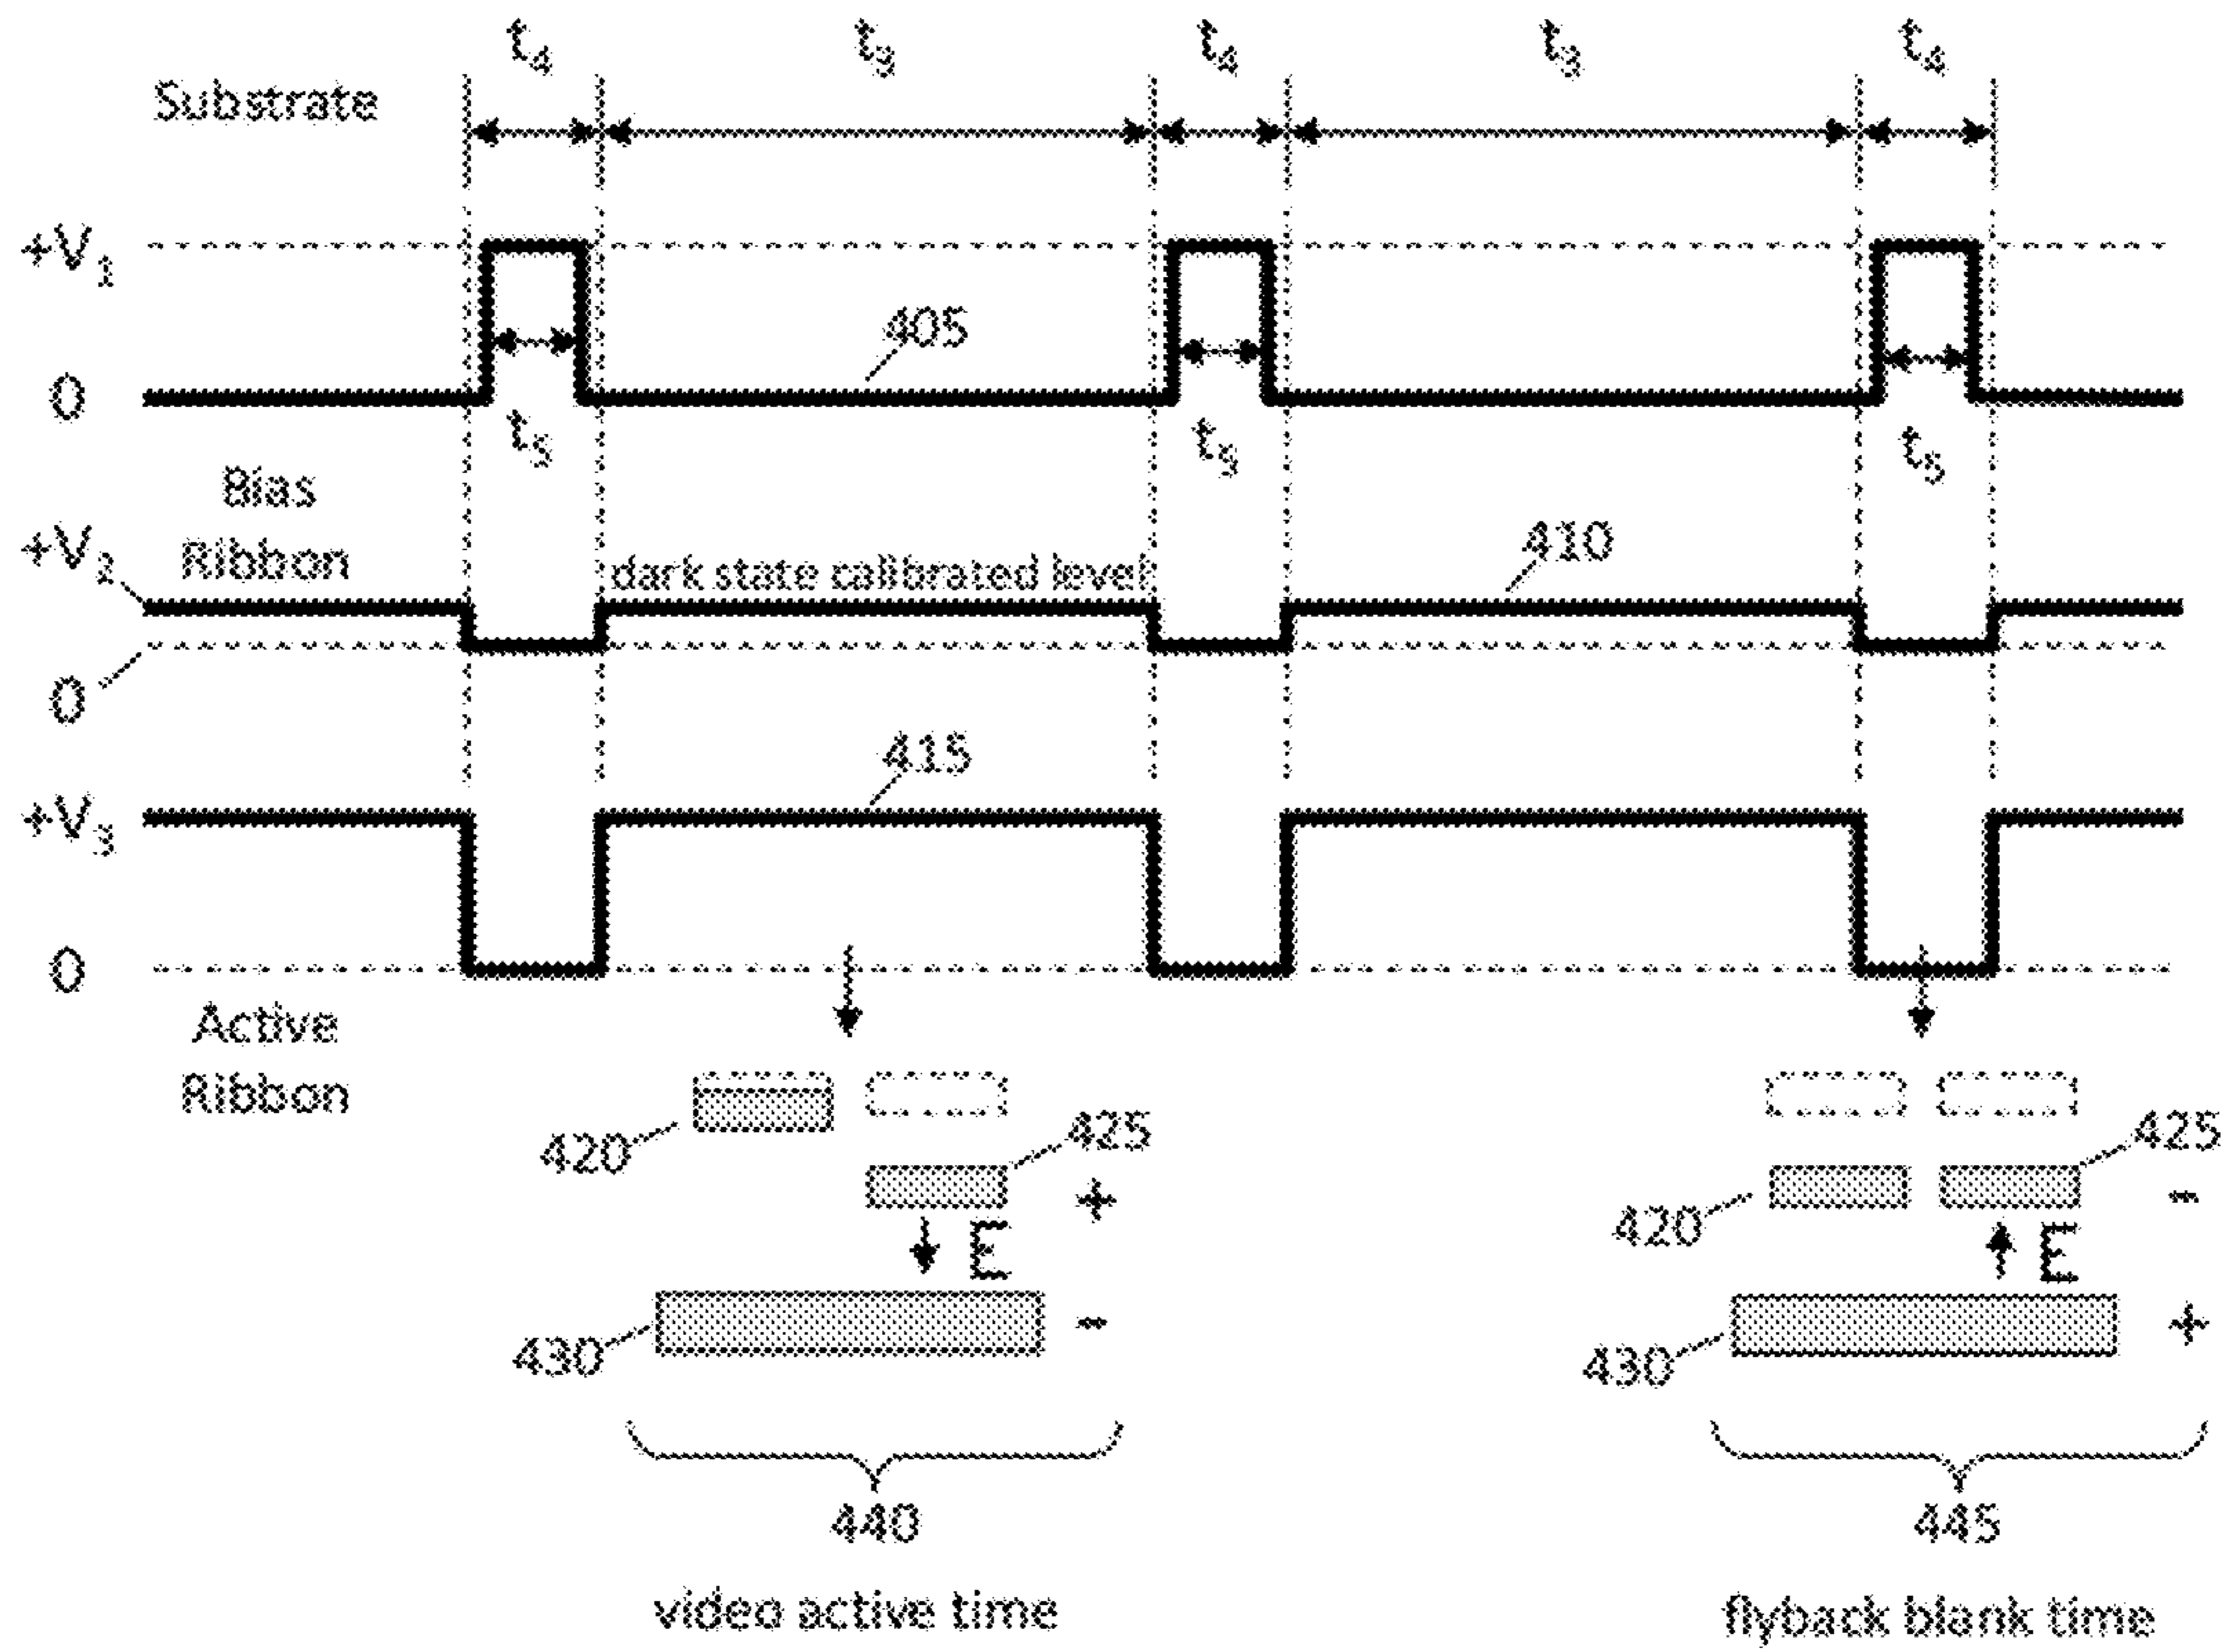 t4 t3 t4 t3 t4
Substrate
+V1
405
0
t5 t5 t5
Bias
Ribbon
+V2
dark state calibrated level
410
0
415
+V3
0
Active
Ribbon
420
425
+
E
430
-
425
420
-
E
430
+
440
445
video active time
flyback blank time